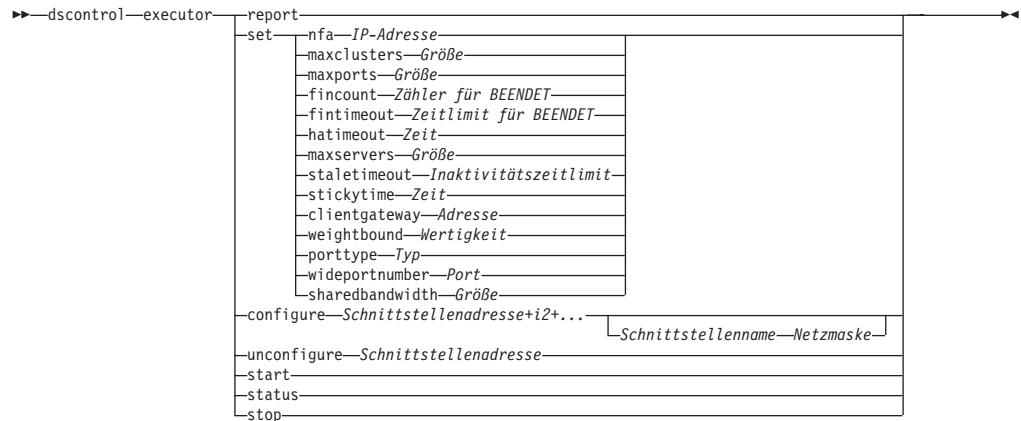 dscontrol executor report
set nfa IP-Adresse
maxclusters Größe
maxports Größe
fincount Zähler für BEENDET
fintimeout Zeitlimit für BEENDET
hatimeout Zeit
maxservers Größe
staletimeout Inaktivitätszeitlimit
stickytime Zeit
clientgateway Adresse
weightbound Wertigkeit
porttype Typ
wideportnumber Port
sharedbandwidth Größe
configure Schnittstellenadresse+i2+...
Schnittstellenname Netzmaske
unconfigure Schnittstellenadresse
start
status
stop